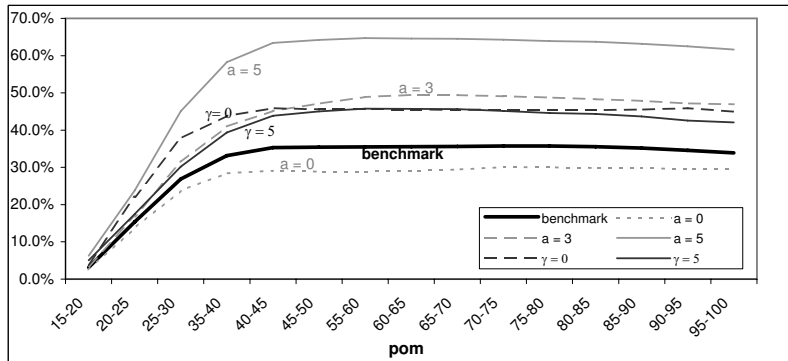 70.0%
60.0%
50.0%
40.0%
30.0%
20.0%
10.0%
0.0%
a = 5
a = 3
γ = 0
γ = 5
benchmark
a = 0
benchmark a = 0
a = 3 a = 5
γ = 0 γ = 5
15-20 20-25 25-30 35-40 40-45 45-50 55-60 60-65 65-70 70-75 75-80 80-85 85-90 90-95 95-100
pom